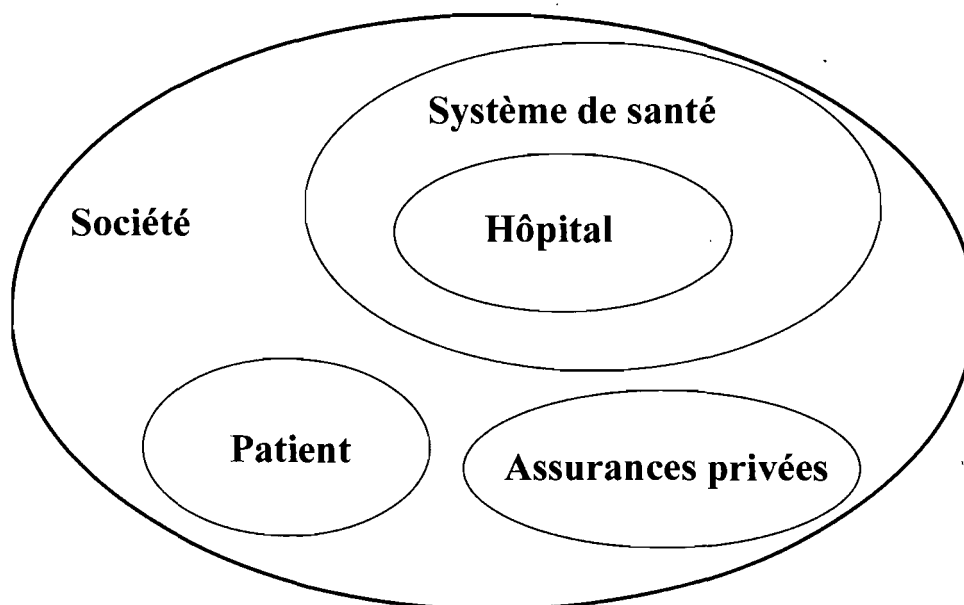 Système de santé
Société
Hôpital
Patient
Assurances privées